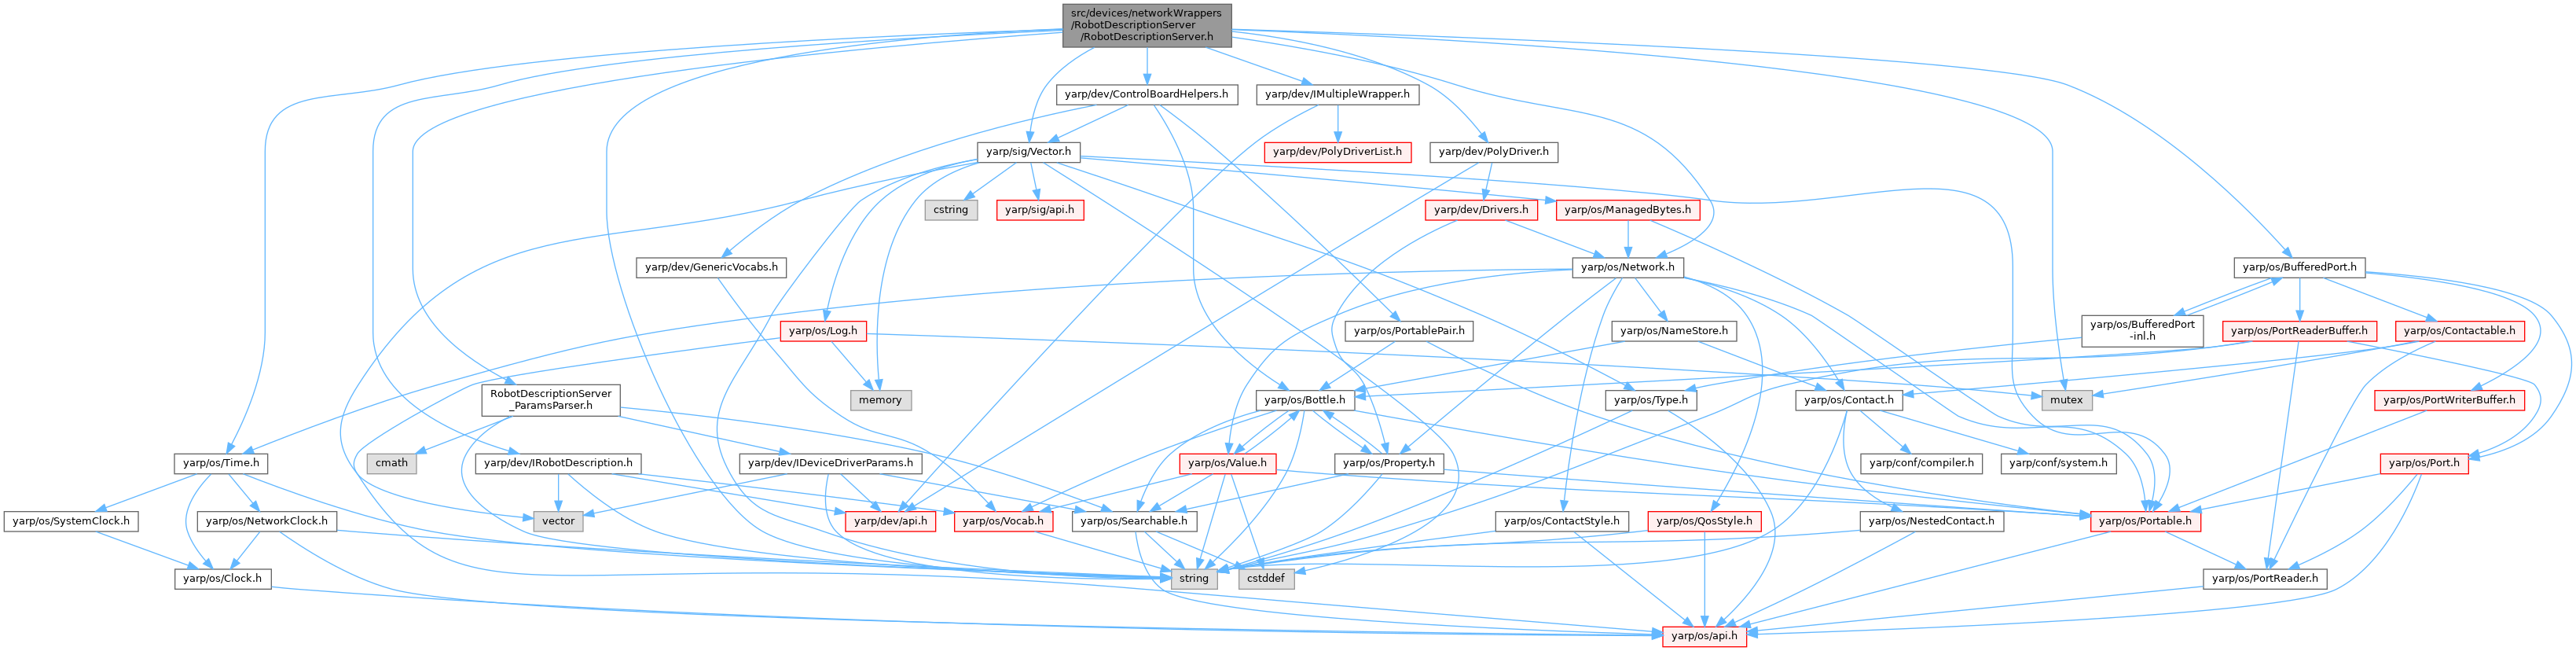 src/devices/networkWrappers
/RobotDescriptionServer
/RobotDescriptionServer.h
yarp/dev/ControlBoardHelpers.h
yarp/dev/IMultipleWrapper.h
yarp/sig/Vector.h
yarp/dev/PolyDriverList.h
yarp/dev/PolyDriver.h
cstring
yarp/sig/api.h
yarp/dev/Drivers.h
yarp/os/ManagedBytes.h
yarp/dev/GenericVocabs.h
yarp/os/Network.h
yarp/os/BufferedPort.h
yarp/os/Log.h
yarp/os/PortablePair.h
yarp/os/NameStore.h
yarp/os/BufferedPort
-inl.h
yarp/os/PortReaderBuffer.h
yarp/os/Contactable.h
RobotDescriptionServer
_ParamsParser.h
memory
yarp/os/Bottle.h
yarp/os/Type.h
yarp/os/Contact.h
mutex
yarp/os/PortWriterBuffer.h
yarp/os/Time.h
cmath
yarp/dev/IRobotDescription.h
yarp/dev/IDeviceDriverParams.h
yarp/os/Value.h
yarp/os/Property.h
yarp/conf/compiler.h
yarp/conf/system.h
yarp/os/Port.h
yarp/os/SystemClock.h
yarp/os/NetworkClock.h
vector
yarp/dev/api.h
yarp/os/Vocab.h
yarp/os/Searchable.h
yarp/os/ContactStyle.h
yarp/os/QosStyle.h
yarp/os/NestedContact.h
yarp/os/Portable.h
yarp/os/Clock.h
string
cstddef
yarp/os/PortReader.h
yarp/os/api.h